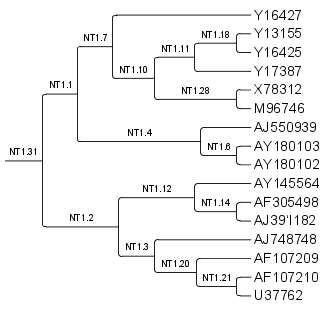 Y16427
NT1.7
NT1.18
Y13155
NT1.11
Y16425
NT1.10
Y17387
NT1.1
NT1.28
X78312
M96746
NT1.4
AJ550939
NT1.6
AY180103
NT1.31
AY180102
NT1.12
AY145564
NT1.14
AF305498
NT1.2
AJ39'I182
NT1.3
AJ748748
NT1.20
AF107209
NT1.21
AF107210
U37762